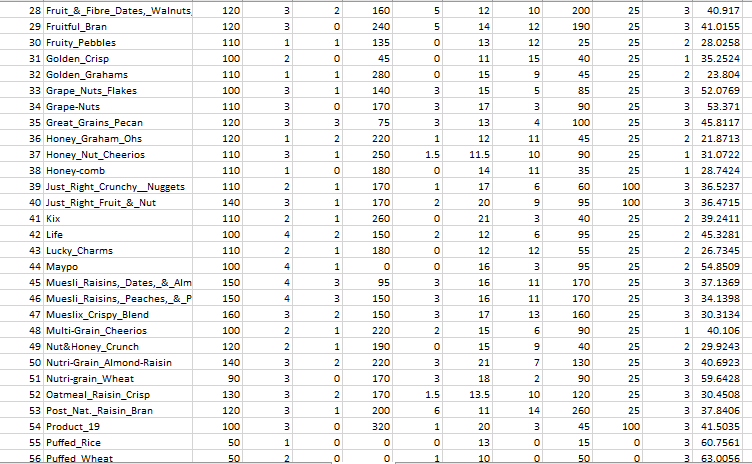 28 Fruit_&_Fibre_Dates,_Walnuts, 120 3 2 160 5 12 10 200 25 3 40.917
29 Fruitful_Bran 120 3 0 240 5 14 12 190 25 3 41.0155
30 Fruity_Pebbles 110 1 1 135 0 13 12 25 25 2 28.0258
31 Golden_Crisp 100 2 0 45 0 11 15 40 25 1 35.2524
32 Golden_Grahams 110 1 1 280 0 15 9 45 25 2 23.804
33 Grape_Nuts_Flakes 100 3 1 140 3 15 5 85 25 3 52.0769
34 Grape-Nuts 110 3 0 170 3 17 3 90 25 3 53.371
35 Great_Grains_Pecan 120 3 3 75 3 13 4 100 25 3 45.8117
36 Honey_Graham_Ohs 120 1 2 220 1 12 11 45 25 2 21.8713
37 Honey_Nut_Cheerios 110 3 1 250 1.5 11.5 10 90 25 1 31.0722
38 Honey-comb 110 1 0 180 0 14 11 35 25 1 28.7424
39 Just_Right_Crunchy__Nuggets 110 2 1 170 1 17 6 60 100 3 36.5237
40 Just_Right_Fruit_&_Nut 140 3 1 170 2 20 9 95 100 3 36.4715
41 Kix 110 2 1 260 0 21 3 40 25 2 39.2411
42 Life 100 4 2 150 2 12 6 95 25 2 45.3281
43 Lucky_Charms 110 2 1 180 0 12 12 55 25 2 26.7345
44 Maypo 100 4 1 0 0 16 3 95 25 2 54.8509
45 Muesli_Raisins,_Dates,_&_Alm 150 4 3 95 3 16 11 170 25 3 37.1369
46 Muesli_Raisins,_Peaches,_&_P 150 4 3 150 3 16 11 170 25 3 34.1398
47 Mueslix_Crispy_Blend 160 3 2 150 3 17 13 160 25 3 30.3134
48 Multi-Grain_Cheerios 100 2 1 220 2 15 6 90 25 1 40.106
49 Nut&Honey_Crunch 120 2 1 190 0 15 9 40 25 2 29.9243
50 Nutri-Grain_Almond-Raisin 140 3 2 220 3 21 7 130 25 3 40.6923
51 Nutri-grain_Wheat 90 3 0 170 3 18 2 90 25 3 59.6428
52 Oatmeal_Raisin_Crisp 130 3 2 170 1.5 13.5 10 120 25 3 30.4508
53 Post_Nat._Raisin_Bran 120 3 1 200 6 11 14 260 25 3 37.8406
54 Product_19 100 3 0 320 1 20 3 45 100 3 41.5035
55 Puffed_Rice 50 1 0 0 0 13 0 15 0 3 60.7561
56 Puffed_Wheat 50 2 0 0 1 10 0 50 0 3 63.0056